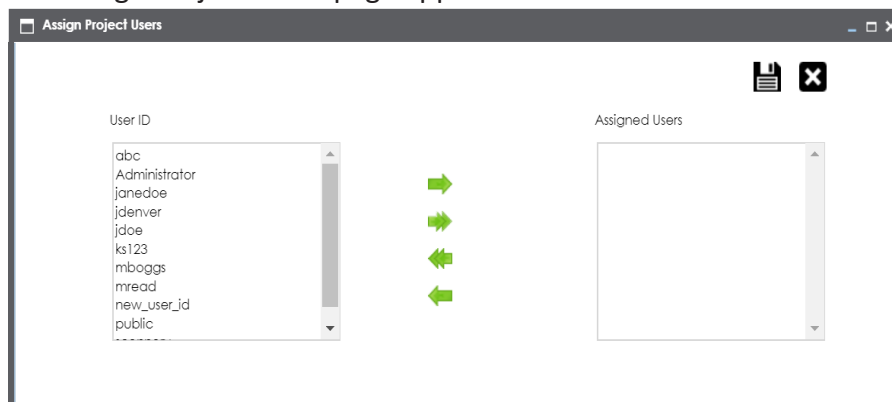 Assign Project Users
User ID
Assigned Users
abc
Administrator
janedoe
jdenver
jdoe
ks123
mboggs
mread
new_user_id
public